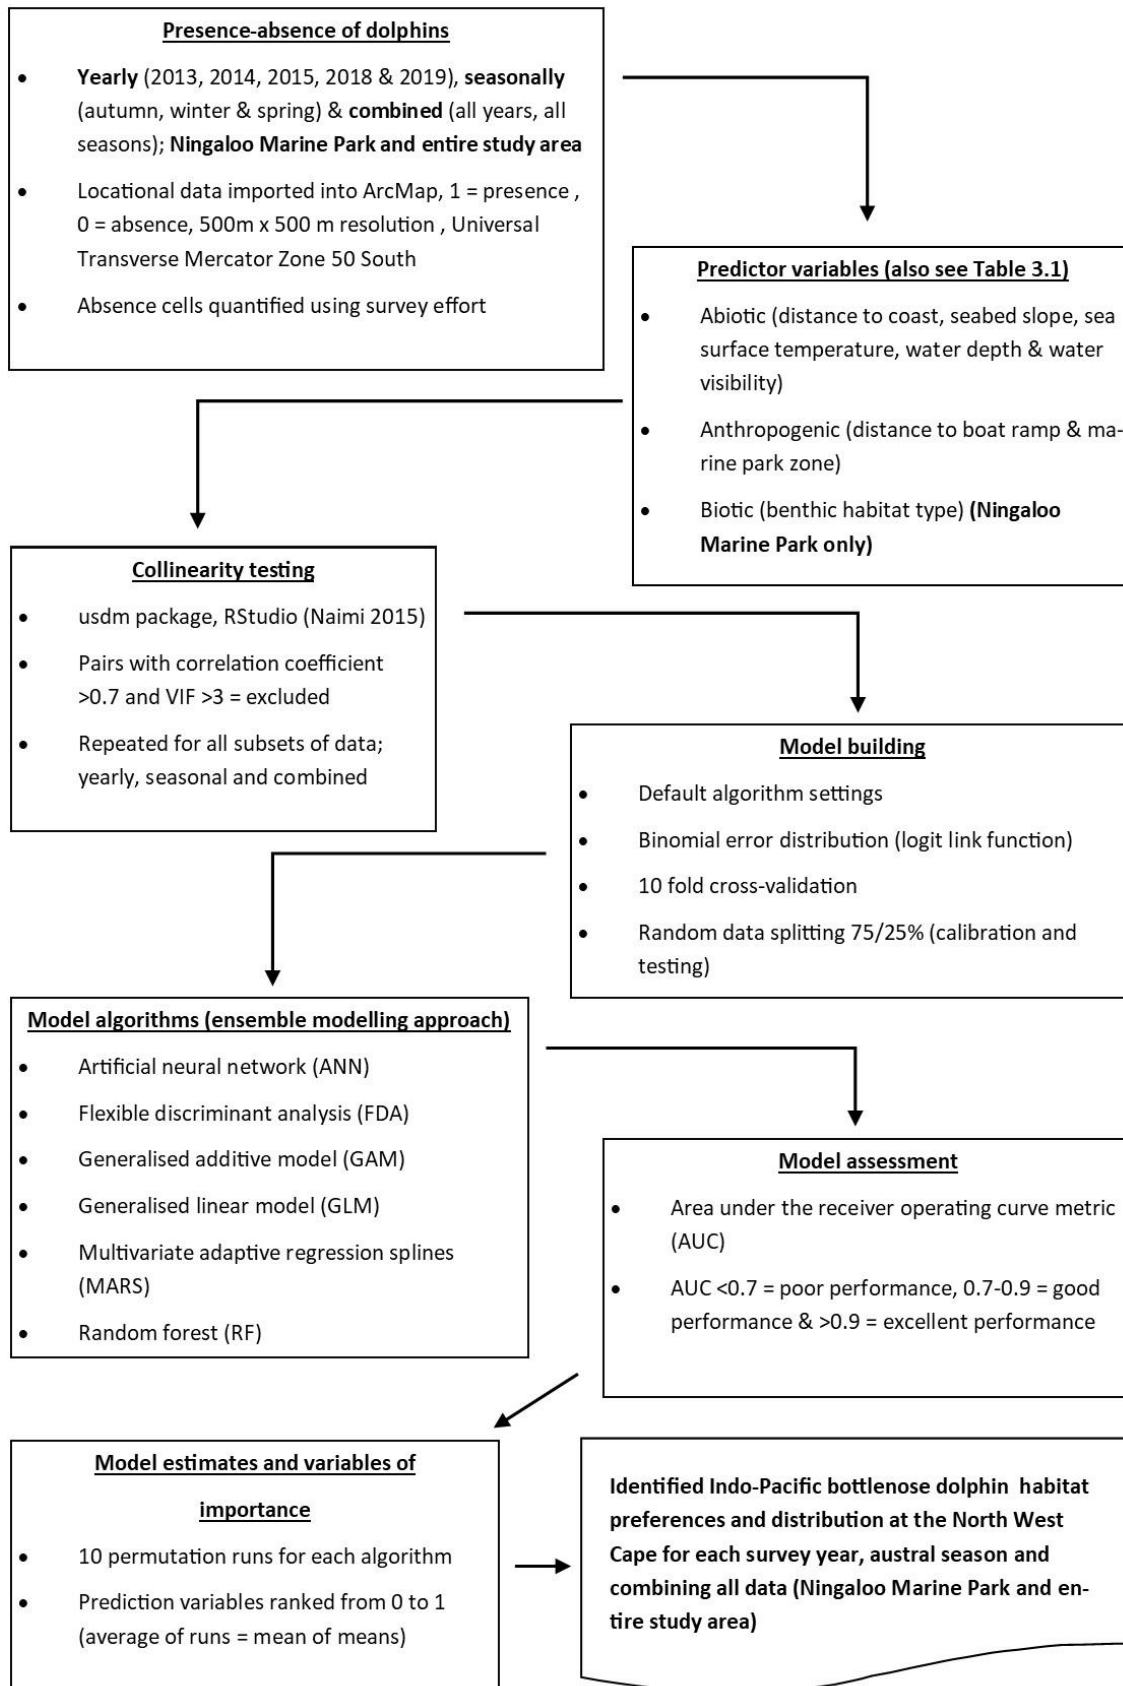 Presence-absence of dolphins
• Yearly (2013, 2014, 2015, 2018 & 2019), seasonally
(autumn, winter & spring) & combined (all years, all
seasons); Ningaloo Marine Park and entire study area
• Locational data imported into ArcMap, 1 = presence ,
0 = absence, 500m x 500 m resolution , Universal
Transverse Mercator Zone 50 South
• Absence cells quantified using survey effort
Predictor variables (also see Table 3.1)
• Abiotic (distance to coast, seabed slope, sea
surface temperature, water depth & water
visibility)
• Anthropogenic (distance to boat ramp & ma-
rine park zone)
• Biotic (benthic habitat type) (Ningaloo
Marine Park only)
Collinearity testing
• usdm package, RStudio (Naimi 2015)
• Pairs with correlation coefficient
>0.7 and VIF >3 = excluded
• Repeated for all subsets of data;
yearly, seasonal and combined
Model building
• Default algorithm settings
• Binomial error distribution (logit link function)
• 10 fold cross-validation
• Random data splitting 75/25% (calibration and
testing)
Model algorithms (ensemble modelling approach)
• Artificial neural network (ANN)
• Flexible discriminant analysis (FDA)
• Generalised additive model (GAM)
• Generalised linear model (GLM)
• Multivariate adaptive regression splines
(MARS)
• Random forest (RF)
Model assessment
• Area under the receiver operating curve metric
(AUC)
• AUC <0.7 = poor performance, 0.7-0.9 = good
performance & >0.9 = excellent performance
Model estimates and variables of
importance
• 10 permutation runs for each algorithm
• Prediction variables ranked from 0 to 1
(average of runs = mean of means)
Identified Indo-Pacific bottlenose dolphin  habitat
preferences and distribution at the North West
Cape for each survey year, austral season and
combining all data (Ningaloo Marine Park and en-
tire study area)